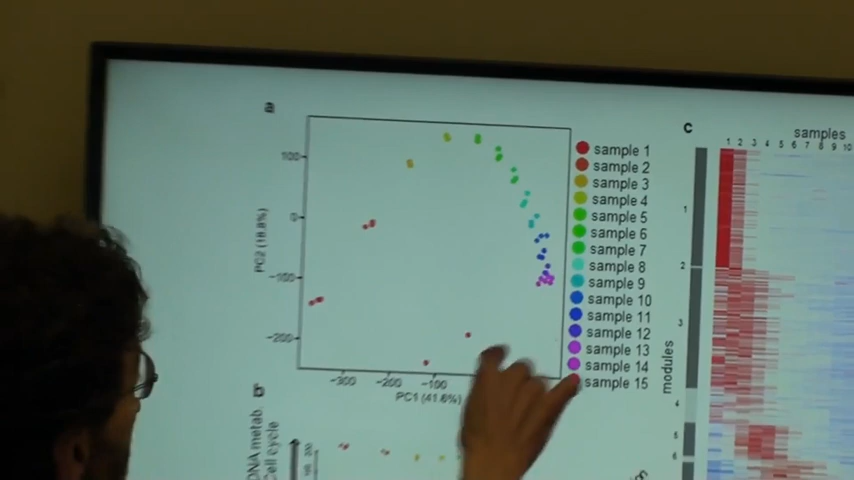 a
100
0
-100
-200
PC2 (18.8%)
-300 -200 -100
PC1 (41.6%)
sample 1
sample 2
sample 3
sample 4
sample 5
sample 6
sample 7
sample 8
sample 9
sample 10
sample 11
sample 12
sample 13
sample 14
sample 15
c
samples
1 2 3 4 5 6 7 8 9 10
modules
1
2
3
4
5
6
b
DNA metab.
Cell cycle
200